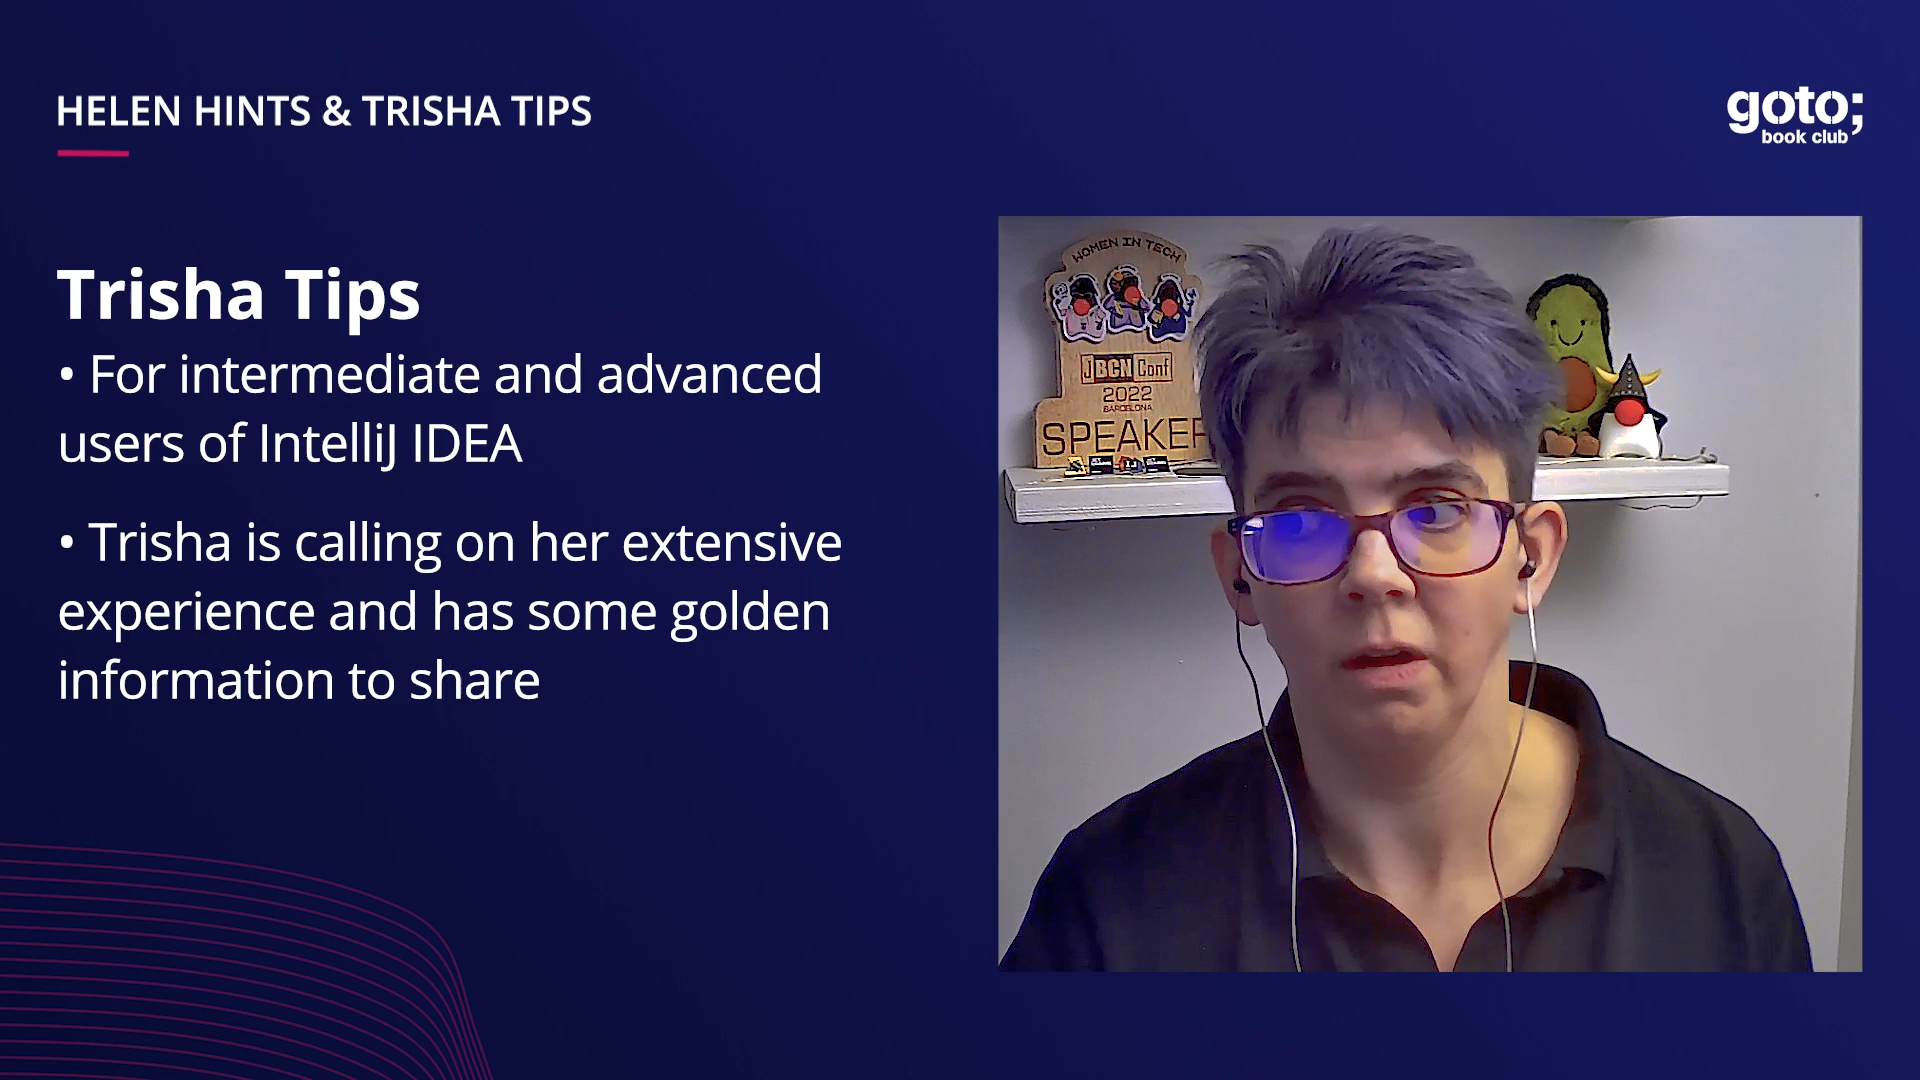 HELEN HINTS & TRISHA TIPS
goto;
book club
Trisha Tips
• For intermediate and advanced
users of IntelliJ IDEA
• Trisha is calling on her extensive
experience and has some golden
information to share
WOMEN IN TECH
JBCN Conf
2022
BARCELONA
SPEAKER